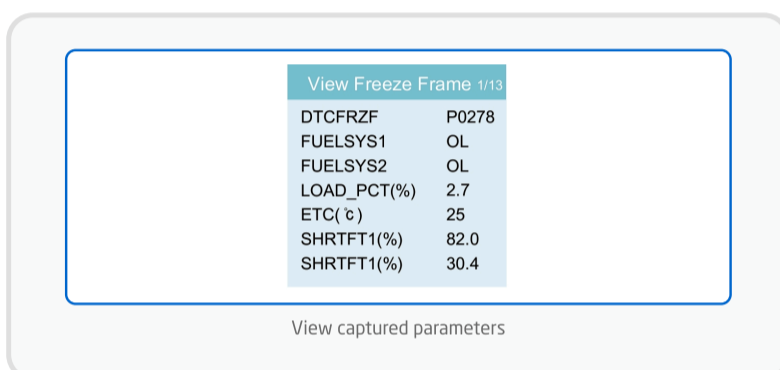 View Freeze Frame 1/13
DTCFRZF P0278
FUELSYS1 OL
FUELSYS2 OL
LOAD_PCT(%) 2.7
ETC(℃) 25
SHRTFT1(%) 82.0
SHRTFT1(%) 30.4
View captured parameters